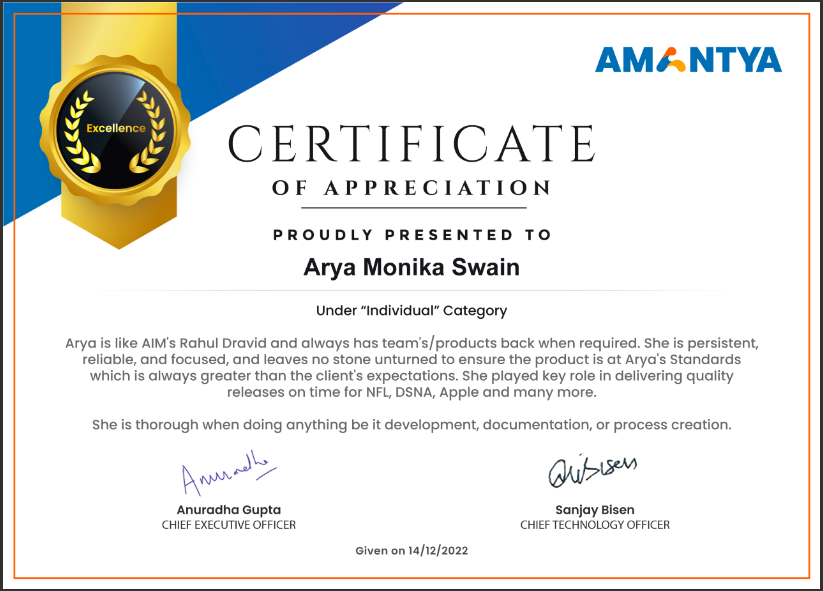 AMANTYA
Excellence
CERTIFICATE
OF APPRECIATION
PROUDLY PRESENTED TO
Arya Monika Swain
Under “Individual” Category
Arya is like AIM's Rahul Dravid and always has team's/products back when required. She is persistent,
reliable, and focused, and leaves no stone unturned to ensure the product is at Arya's Standards
which is always greater than the client's expectations. She played key role in delivering quality
releases on time for NFL, DSNA, Apple and many more.
She is thorough when doing anything be it development, documentation, or process creation.
Anuradha
Anuradha Gupta
CHIEF EXECUTIVE OFFICER
Sanjay Bisen
CHIEF TECHNOLOGY OFFICER
Given on 14/12/2022